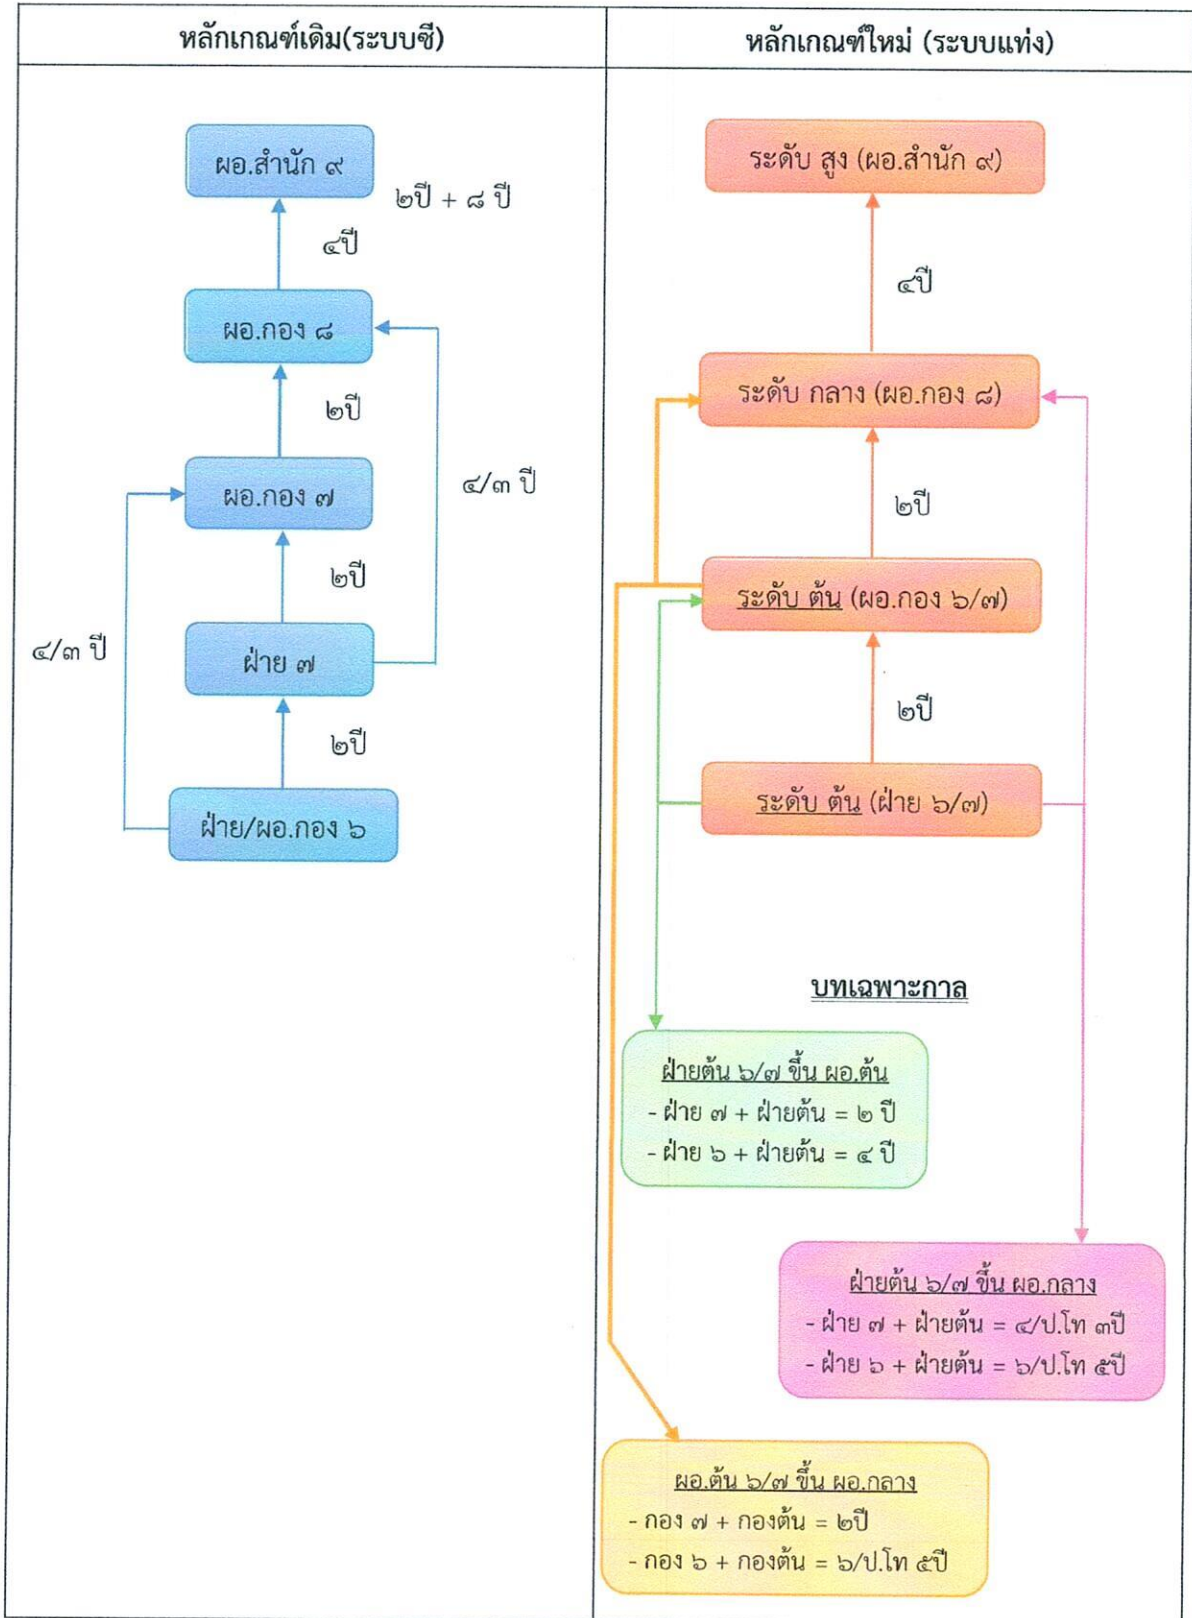 หลักเกณฑ์เดิม(ระบบซี)
ผอ.สำนัก ๙
๒ปี + ๘ ปี
๔ปี
ผอ.กอง ๘
๒ปี
๔/๓ ปี
ผอ.กอง ๗
๒ปี
๔/๓ ปี
ฝ่าย ๗
๒ปี
ฝ่าย/ผอ.กอง ๖
หลักเกณฑ์ใหม่ (ระบบแท่ง)
ระดับ สูง (ผอ.สำนัก ๙)
๔ปี
ระดับ กลาง (ผอ.กอง ๘)
๒ปี
ระดับ ต้น (ผอ.กอง ๖/๗)
๒ปี
ระดับ ต้น (ฝ่าย ๖/๗)
บทเฉพาะกาล
ฝ่ายต้น ๖/๗ ขึ้น ผอ.ต้น
- ฝ่าย ๗ + ฝ่ายต้น = ๒ ปี
- ฝ่าย ๖ + ฝ่ายต้น = ๔ ปี
ฝ่ายต้น ๖/๗ ขึ้น ผอ.กลาง
- ฝ่าย ๗ + ฝ่ายต้น = ๔/ป.โท ๓ปี
- ฝ่าย ๖ + ฝ่ายต้น = ๖/ป.โท ๕ปี
ผอ.ต้น ๖/๗ ขึ้น ผอ.กลาง
- กอง ๗ + กองต้น = ๒ปี
- กอง ๖ + กองต้น = ๖/ป.โท ๕ปี